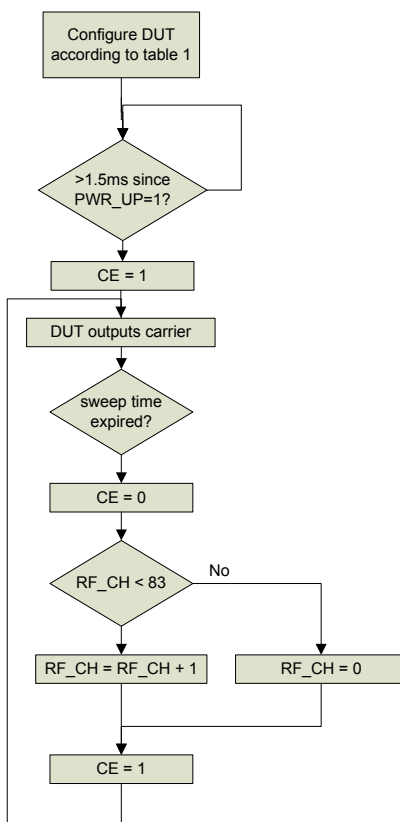 Configure DUT
according to table 1
>1.5ms since
PWR_UP=1?
CE = 1
DUT outputs carrier
sweep time
expired?
CE = 0
RF_CH < 83
No
RF_CH = RF_CH + 1
RF_CH = 0
CE = 1